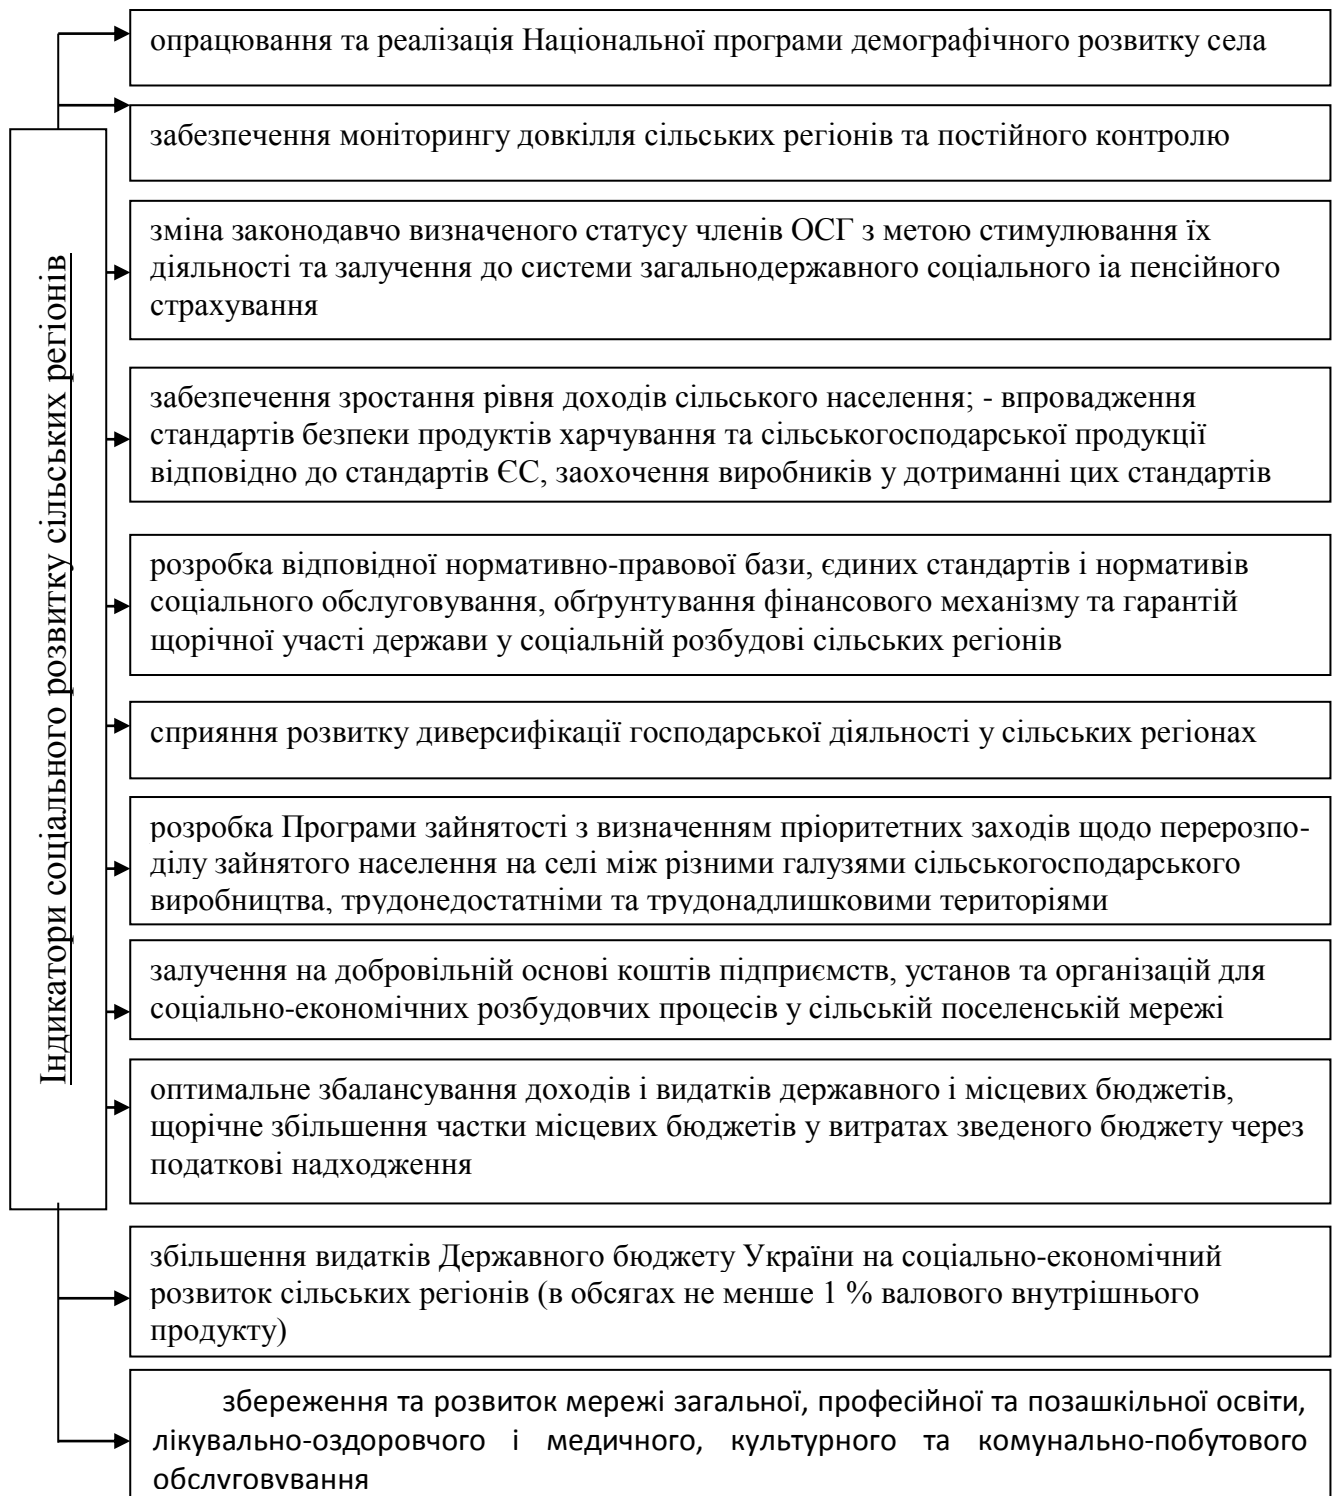 опрацювання та реалізація Національної програми демографічного розвитку села
забезпечення моніторингу довкілля сільських регіонів та постійного контролю
Індикатори соціального розвитку сільських регіонів
зміна законодавчо визначеного статусу членів ОСГ з метою стимулювання їх
діяльності та залучення до системи загальнодержавного соціального іа пенсійного
страхування
забезпечення зростання рівня доходів сільського населення; - впровадження
стандартів безпеки продуктів харчування та сільськогосподарської продукції
відповідно до стандартів ЄС, заохочення виробників у дотриманні цих стандартів
розробка відповідної нормативно-правової бази, єдиних стандартів і нормативів
соціального обслуговування, обґрунтування фінансового механізму та гарантій
щорічної участі держави у соціальній розбудові сільських регіонів
сприяння розвитку диверсифікації господарської діяльності у сільських регіонах
розробка Програми зайнятості з визначенням пріоритетних заходів щодо перерозпо-
ділу зайнятого населення на селі між різними галузями сільськогосподарського
виробництва, трудонедостатніми та трудонадлишковими територіями
залучення на добровільній основі коштів підприємств, установ та організацій для
соціально-економічних розбудовчих процесів у сільській поселенській мережі
оптимальне збалансування доходів і видатків державного і місцевих бюджетів,
щорічне збільшення частки місцевих бюджетів у витратах зведеного бюджету через
податкові надходження
збільшення видатків Державного бюджету України на соціально-економічний
розвиток сільських регіонів (в обсягах не менше 1 % валового внутрішнього
продукту)
збереження та розвиток мережі загальної, професійної та позашкільної освіти,
лікувально-оздоровчого і медичного, культурного та комунально-побутового
обслуговування